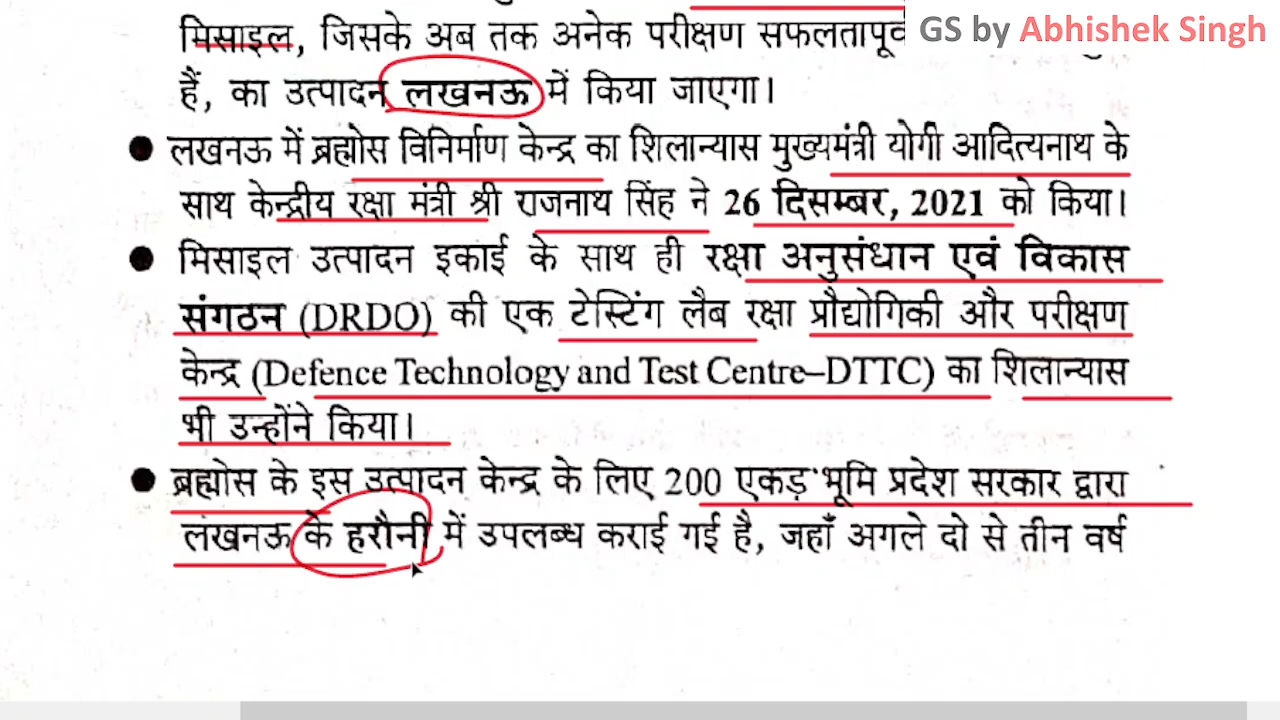 GS by Abhishek Singh
मिसाइल, जिसके अब तक अनेक परीक्षण सफलतापूर्व
हैं, का उत्पादन लखनऊ में किया जाएगा।
● लखनऊ में ब्रह्मोस विनिर्माण केन्द्र का शिलान्यास मुख्यमंत्री योगी आदित्यनाथ के
साथ केन्द्रीय रक्षा मंत्री श्री राजनाथ सिंह ने 26 दिसम्बर, 2021 को किया।
● मिसाइल उत्पादन इकाई के साथ ही रक्षा अनुसंधान एवं विकास
संगठन (DRDO) की एक टेस्टिंग लैब रक्षा प्रौद्योगिकी और परीक्षण
केन्द्र (Defence Technology and Test Centre–DTTC) का शिलान्यास
भी उन्होंने किया।
● ब्रह्मोस के इस उत्पादन केन्द्र के लिए 200 एकड़ भूमि प्रदेश सरकार द्वारा
लखनऊ के हरौनी में उपलब्ध कराई गई है, जहाँ अगले दो से तीन वर्ष